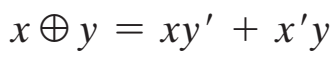 x ⊕ y = xy′ + x′y